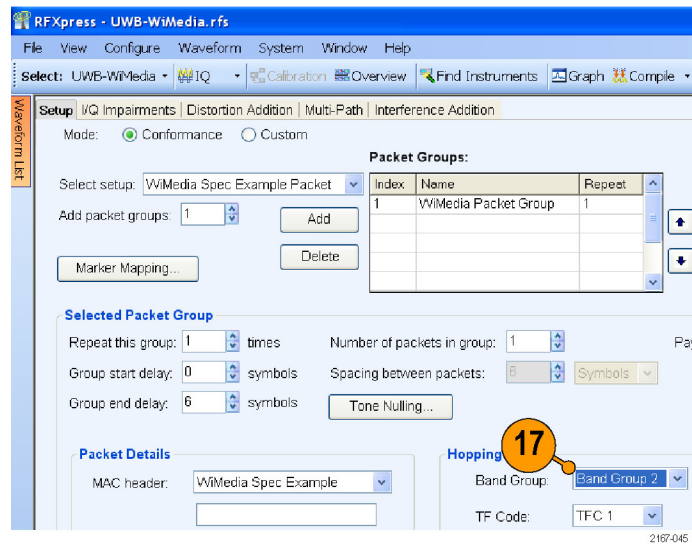 RFXpress - UWB-WiMedia.rfs
File View Configure Waveform System Window Help
Select: UWB-WiMedia IQ Calibration Overview Find Instruments Graph Compile
Waveform List
Setup I/Q Impairments Distortion Addition Multi-Path Interference Addition
Mode: Conformance Custom
Packet Groups:
Select setup: WiMedia Spec Example Packet
Index Name Repeat
1 WiMedia Packet Group 1
Add packet groups: 1 Add
Delete
Marker Mapping...
Selected Packet Group
Repeat this group: 1 times Number of packets in group: 1 Pa
Group start delay: 0 symbols Spacing between packets: 6 Symbols
Group end delay: 6 symbols Tone Nulling...
17
Packet Details Hopping
MAC header: WiMedia Spec Example Band Group: Band Group 2
TF Code: TFC 1
2167-045